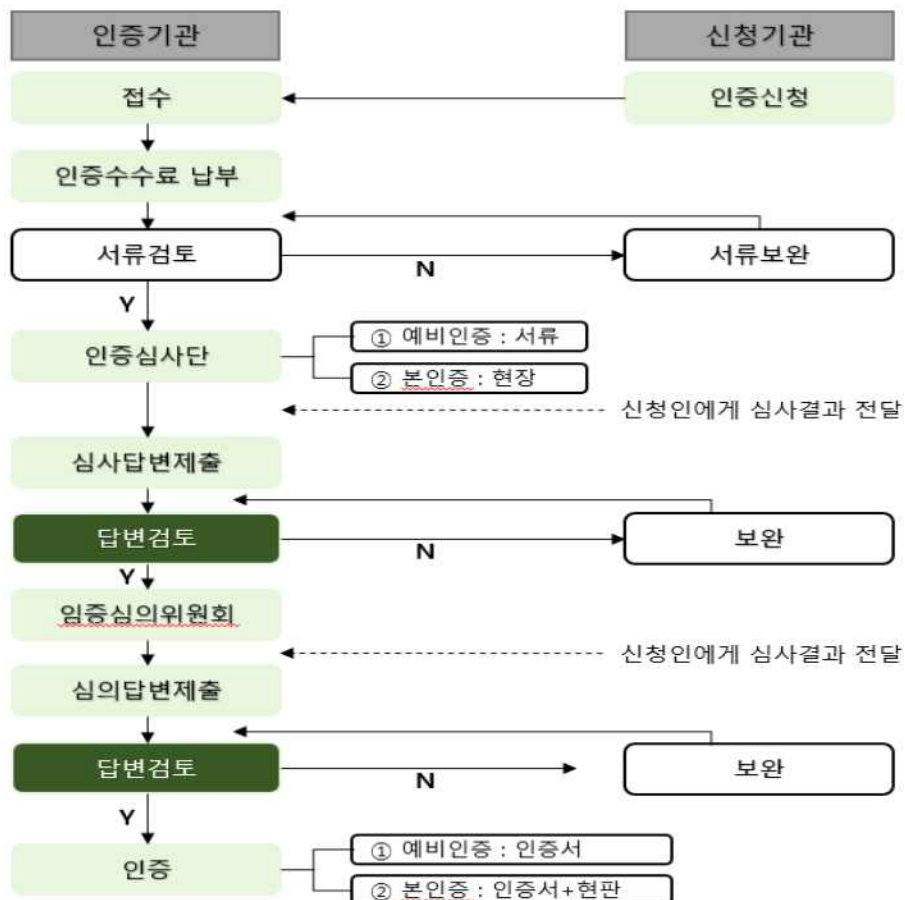 인증기관 신청기관
접수 인증신청
인증수수료 납부
서류검토 N 서류보완
Y
인증심사단 ① 예비인증 : 서류
② 본인증 : 현장
신청인에게 심사결과 전달
심사답변제출
답변검토 N 보완
Y
임증심의위원회
신청인에게 심사결과 전달
심의답변제출
답변검토 N 보완
Y
인증 ① 예비인증 : 인증서
② 본인증 : 인증서+현판